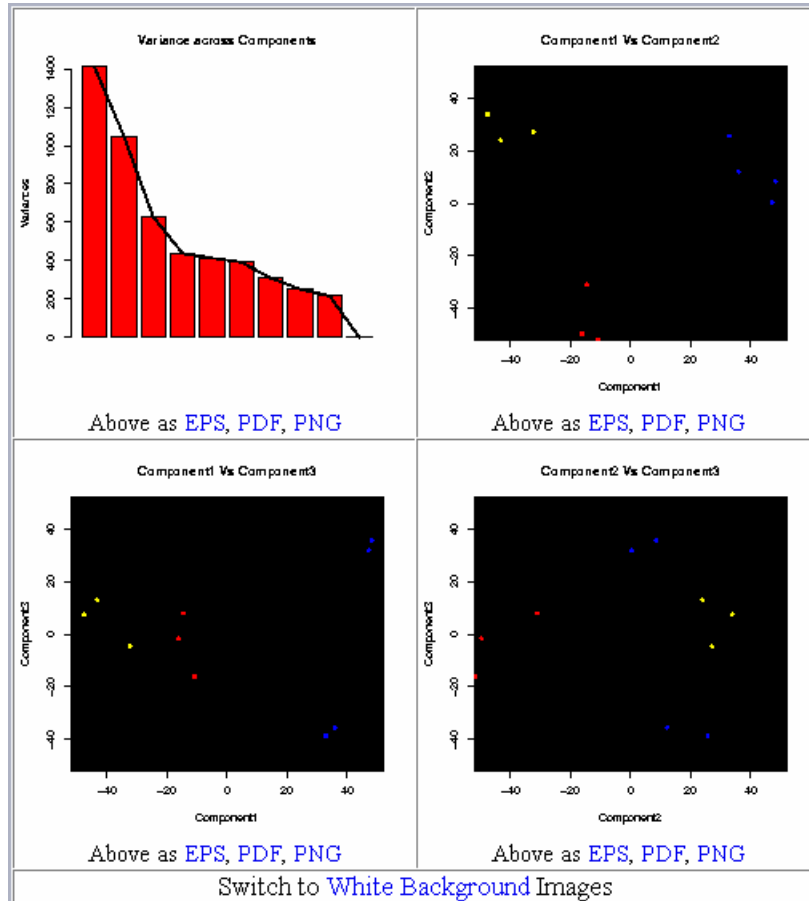 Variance across Components
1400
1000
800
600
400
200
0
Variances
Above as EPS, PDF, PNG
Component1 Vs Component2
40
20
0
−20
−40
Component2
−40 −20 0 20 40
Component1
Above as EPS, PDF, PNG
Component1 Vs Component3
40
20
0
−20
−40
Component3
−40 −20 0 20 40
Component1
Above as EPS, PDF, PNG
Component2 Vs Component3
40
20
0
−20
−40
Component3
−40 −20 0 20 40
Component2
Above as EPS, PDF, PNG
Switch to White Background Images